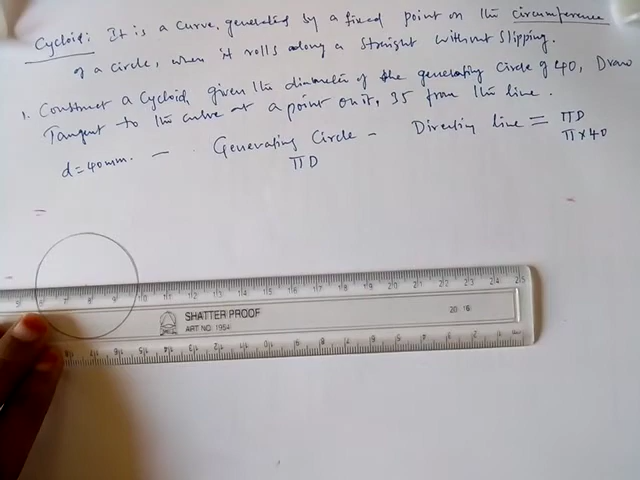 Cycloid: It is a curve, generated by a fixed point on the circumference
of a circle, when it rolls along a straight without slipping.
1. Construct a cycloid, given the diameter of the generating circle of 40, Draw
Tangent to the curve at a point on it, 35 from the line.
d=40mm. — Generating Circle - Directing line = ΠD
ΠD Π×40
SHATTER PROOF
ART NO. 1954
20 16